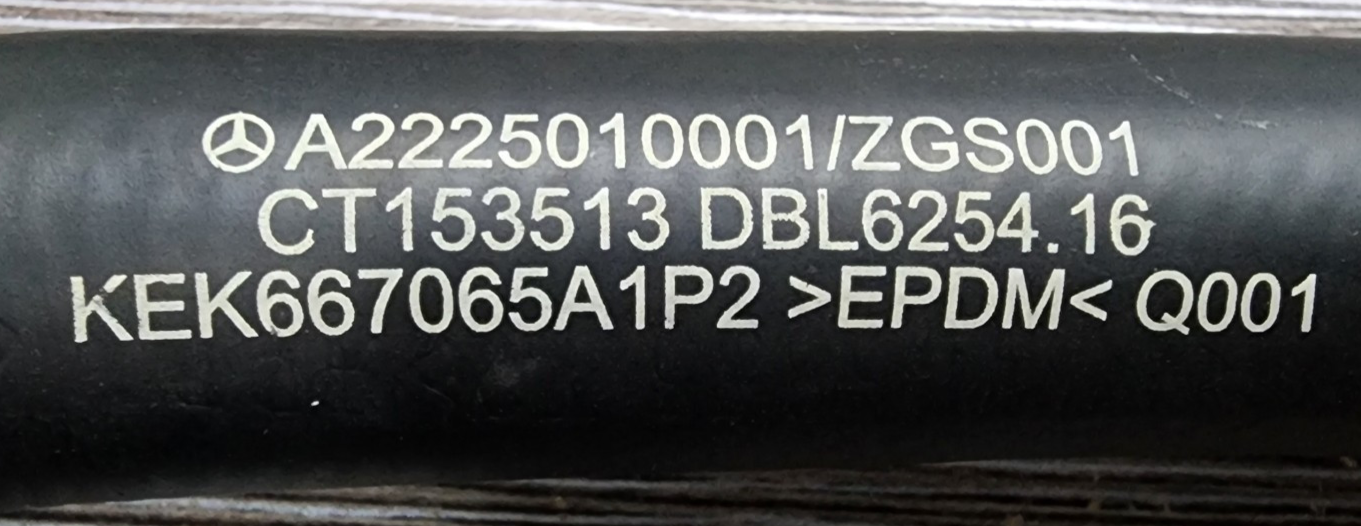 A2225010001/ZGS001
CT153513 DBL6254.16
KEK667065A1P2 >EPDM< Q001